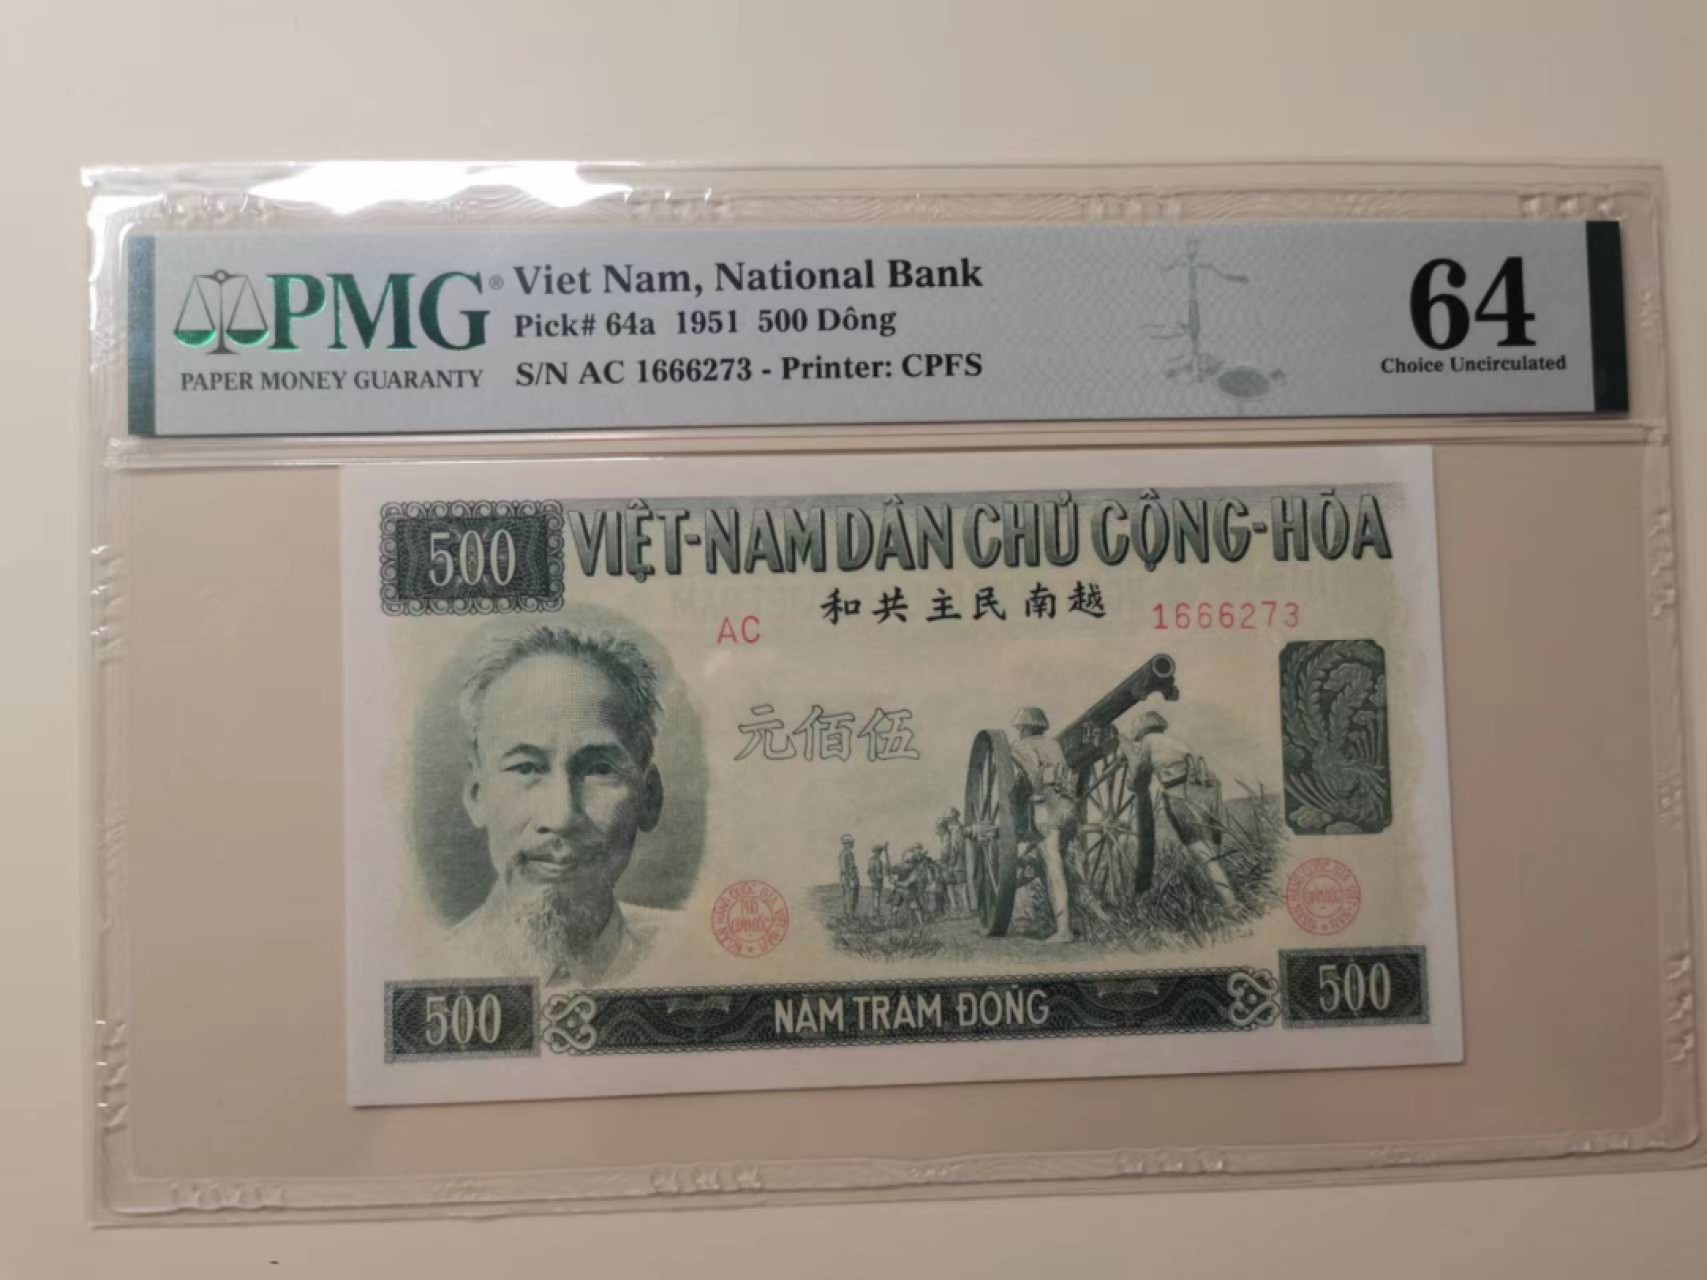 PMG®
PAPER MONEY GUARANTY
Viet Nam, National Bank
Pick# 64a 1951 500 Dông
S/N AC 1666273 - Printer: CPFS
64
Choice Uncirculated
500
VIỆT-NAM DÂN CHỦ CỘNG-HÒA
和共主民南越
AC
1666273
元佰伍
500
NĂM TRĂM ĐỒNG
500